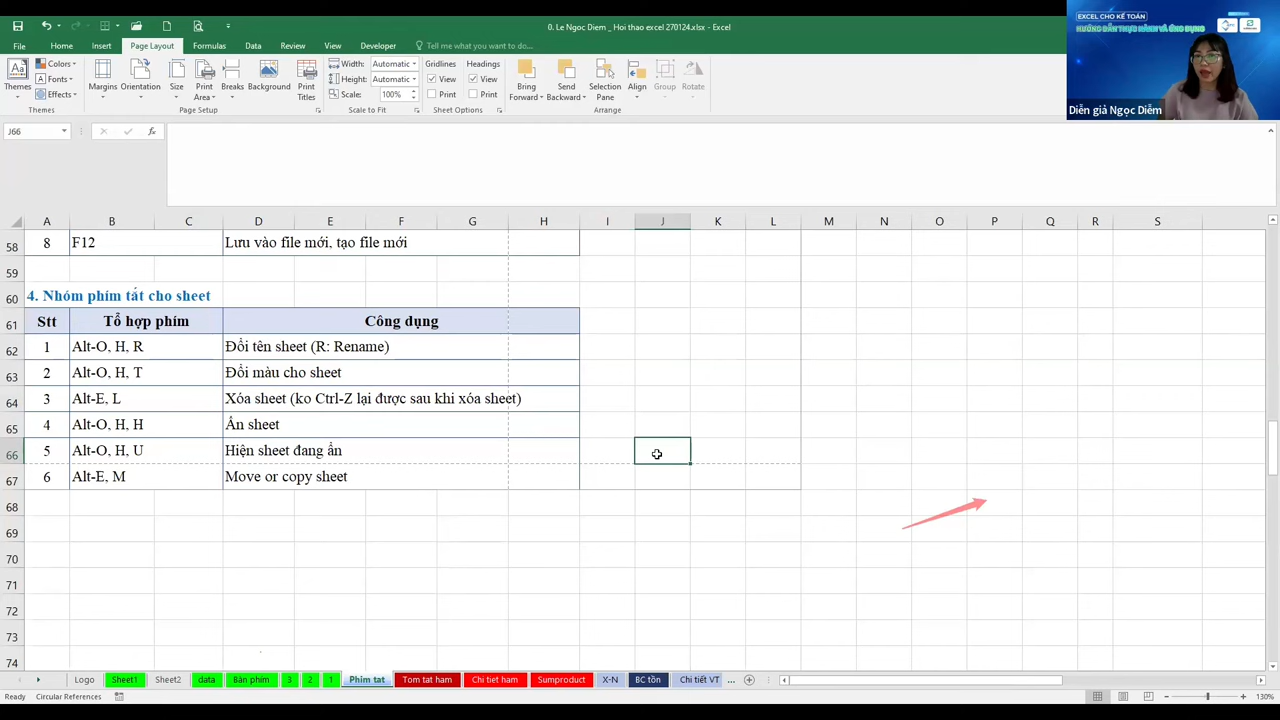 0. Le Ngoc Diem _ Hoi thao excel 270124.xlsx - Excel
EXCEL CHO KẾ TOÁN
HƯỚNG DẪN THỰC HÀNH VÀ ỨNG DỤNG
Diễn giả Ngọc Diễm
File Home Insert Page Layout Formulas Data Review View Developer Tell me what you want to do...
Themes Colors Fonts Effects
Margins Orientation Size Print Area Breaks Background Print Titles
Width: Automatic
Height: Automatic
Scale: 100%
Gridlines Headings
View View
Print Print
Bring Forward Send Backward Selection Pane Align Group Rotate
Themes Page Setup Scale to Fit Sheet Options Arrange
J66 fx
A B C D E F G H I J K L M N O P Q R S
58 8 F12 Lưu vào file mới, tạo file mới
59
60 4. Nhóm phím tắt cho sheet
61 Stt Tổ hợp phím Công dụng
62 1 Alt-O, H, R Đổi tên sheet (R: Rename)
63 2 Alt-O, H, T Đổi màu cho sheet
64 3 Alt-E, L Xóa sheet (ko Ctrl-Z lại được sau khi xóa sheet)
65 4 Alt-O, H, H Ẩn sheet
66 5 Alt-O, H, U Hiện sheet đang ẩn
67 6 Alt-E, M Move or copy sheet
68
69
70
71
72
73
74
Logo Sheet1 Sheet2 data Bàn phím 3 2 1 Phim tat Tom tat ham Chi tiet ham Sumproduct X-N BC tồn Chi tiết VT ...
Ready Circular References 130%